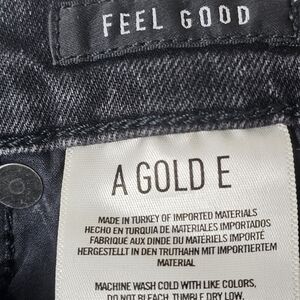 FEEL GOOD
A GOLD E
MADE IN TURKEY OF IMPORTED MATERIALS
HECHO EN TURQUIA DE MATERIALES IMPORTADOS
FABRIQUÉ AUX DINDE DU MATÉRIELS IMPORTÉ
HERGESTELLT IN DEN TRUTHAHN MIT IMPORTIERTEM
MATERIAL
MACHINE WASH COLD WITH LIKE COLORS,
DO NOT BLEACH, TUMBLE DRY LOW,